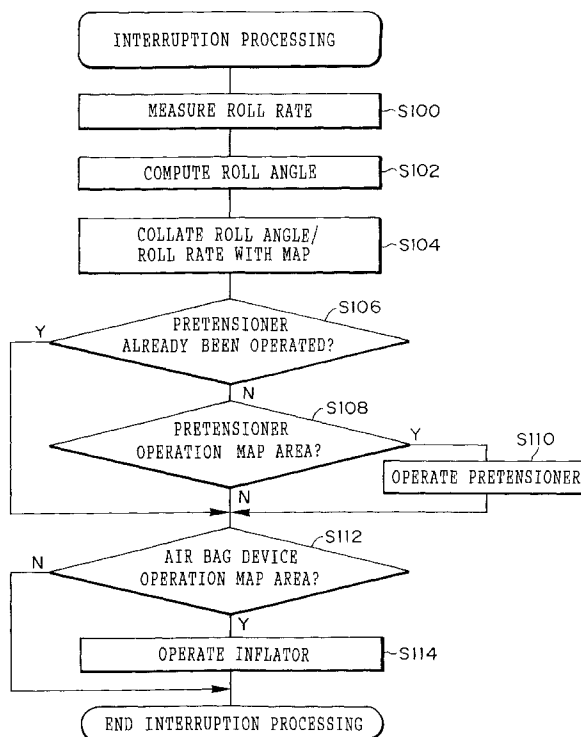 INTERRUPTION PROCESSING
MEASURE ROLL RATE
S100
COMPUTE ROLL ANGLE
S102
COLLATE ROLL ANGLE/
ROLL RATE WITH MAP
S104
S106
Y
PRETENSIONER
ALREADY BEEN OPERATED?
N
S108
PRETENSIONER
OPERATION MAP AREA?
Y
S110
OPERATE PRETENSIONER
N
S112
N
AIR BAG DEVICE
OPERATION MAP AREA?
Y
OPERATE INFLATOR
S114
END INTERRUPTION PROCESSING